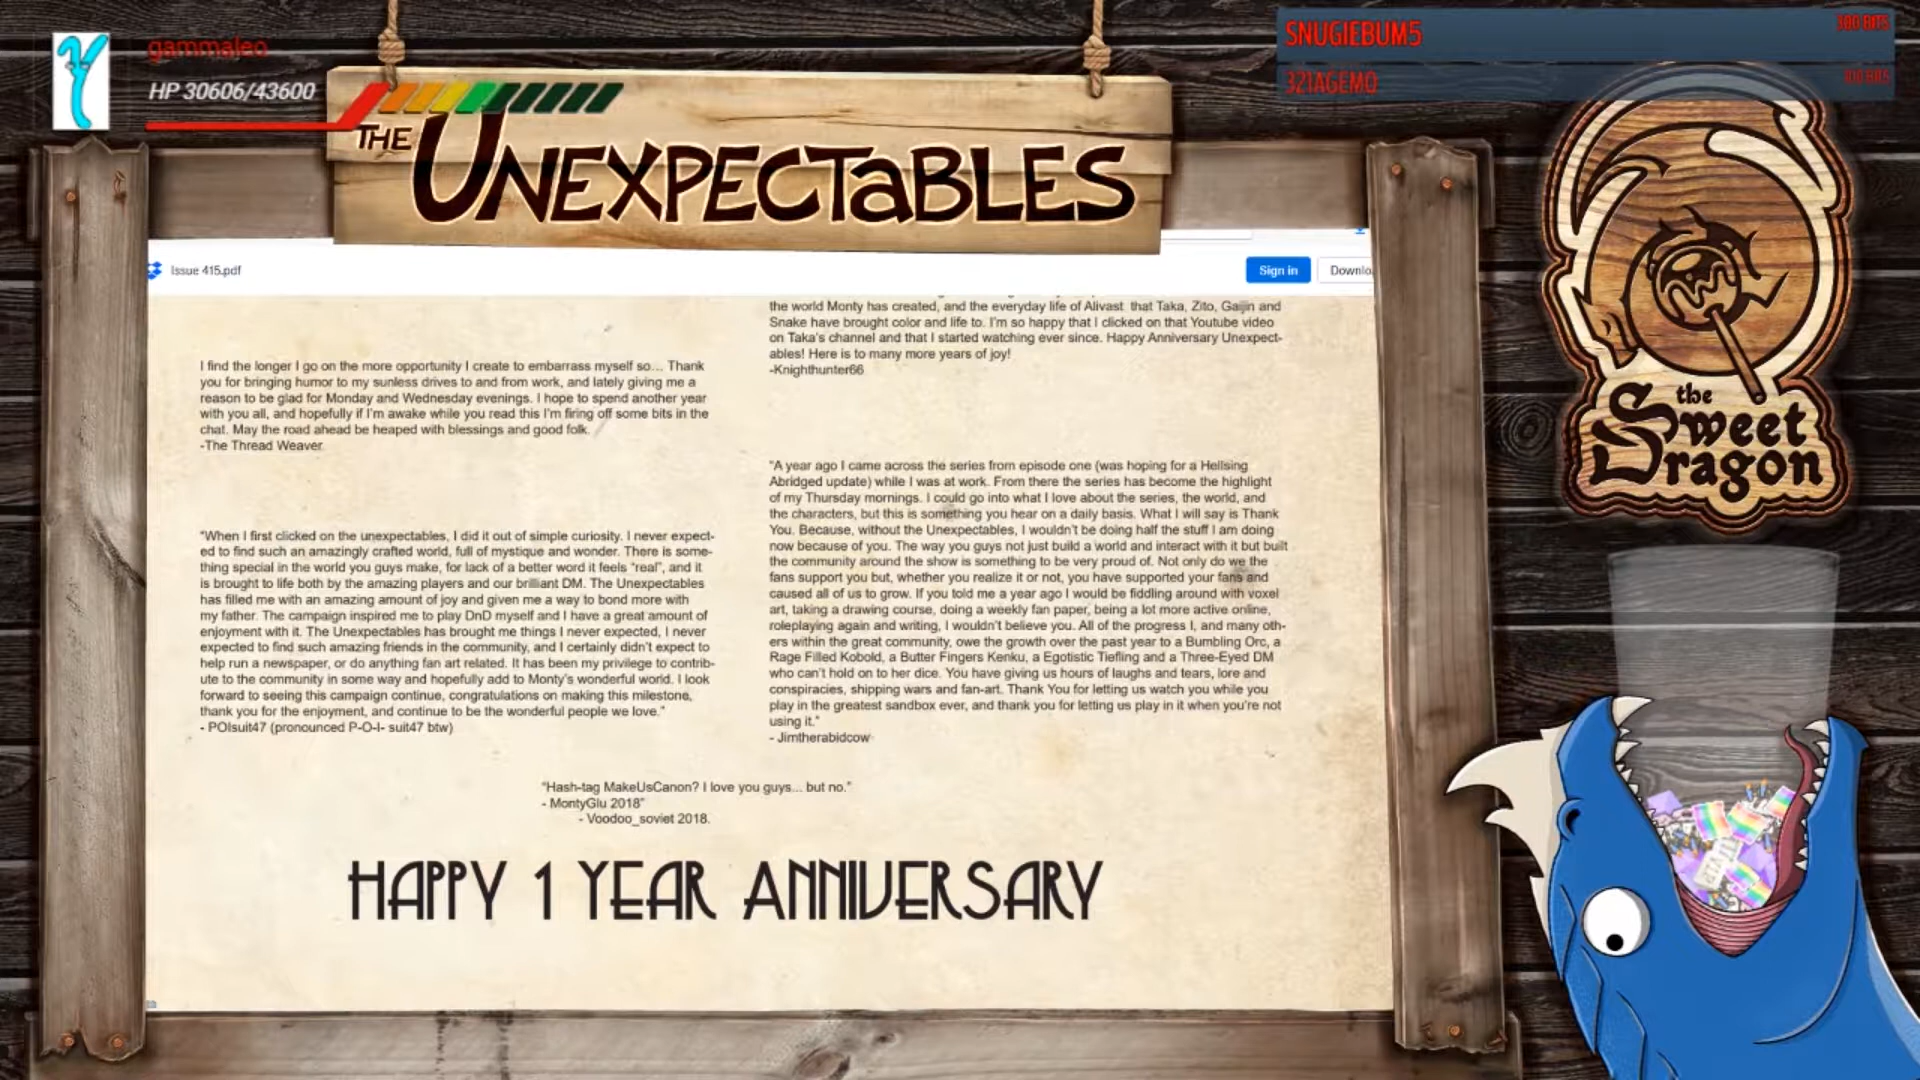 gammaleo
HP 30606/43600
SNUGIEBUM5
300 BITS
321AGEMO
100 BITS
THE UNEXPECTaBLES
the Sweet Dragon
Issue 415.pdf
Sign in
Downlo
I find the longer I go on the more opportunity I create to embarrass myself so... Thank
you for bringing humor to my sunless drives to and from work, and lately giving me a
reason to be glad for Monday and Wednesday evenings. I hope to spend another year
with you all, and hopefully if I'm awake while you read this I'm firing off some bits in the
chat. May the road ahead be heaped with blessings and good folk.
-The Thread Weaver
"When I first clicked on the unexpectables, I did it out of simple curiosity. I never expect-
ed to find such an amazingly crafted world, full of mystique and wonder. There is some-
thing special in the world you guys make, for lack of a better word it feels "real", and it
is brought to life both by the amazing players and our brilliant DM. The Unexpectables
has filled me with an amazing amount of joy and given me a way to bond more with
my father. The campaign inspired me to play DnD myself and I have a great amount of
enjoyment with it. The Unexpectables has brought me things I never expected, I never
expected to find such amazing friends in the community, and I certainly didn't expect to
help run a newspaper, or do anything fan art related. It has been my privilege to contrib-
ute to the community in some way and hopefully add to Monty's wonderful world. I look
forward to seeing this campaign continue, congratulations on making this milestone,
thank you for the enjoyment, and continue to be the wonderful people we love."
- POIsuit47 (pronounced P-O-I- suit47 btw)
the world Monty has created, and the everyday life of Alivast that Taka, Zito, Gaijin and
Snake have brought color and life to. I'm so happy that I clicked on that Youtube video
on Taka's channel and that I started watching ever since. Happy Anniversary Unexpect-
ables! Here is to many more years of joy!
-Knighthunter66
"A year ago I came across the series from episode one (was hoping for a Hellsing
Abridged update) while I was at work. From there the series has become the highlight
of my Thursday mornings. I could go into what I love about the series, the world, and
the characters, but this is something you hear on a daily basis. What I will say is Thank
You. Because, without the Unexpectables, I wouldn't be doing half the stuff I am doing
now because of you. The way you guys not just build a world and interact with it but built
the community around the show is something to be very proud of. Not only do we the
fans support you but, whether you realize it or not, you have supported your fans and
caused all of us to grow. If you told me a year ago I would be fiddling around with voxel
art, taking a drawing course, doing a weekly fan paper, being a lot more active online,
roleplaying again and writing, I wouldn't believe you. All of the progress I, and many oth-
ers within the great community, owe the growth over the past year to a Bumbling Orc, a
Rage Filled Kobold, a Butter Fingers Kenku, a Egotistic Tiefling and a Three-Eyed DM
who can't hold on to her dice. You have giving us hours of laughs and tears, lore and
conspiracies, shipping wars and fan-art. Thank You for letting us watch you while you
play in the greatest sandbox ever, and thank you for letting us play in it when you're not
using it."
- Jimtherabidcow
"Hash-tag MakeUsCanon? I love you guys... but no."
- MontyGlu 2018"
- Voodoo_soviet 2018.
HAPPY 1 YEAR ANNIVERSARY